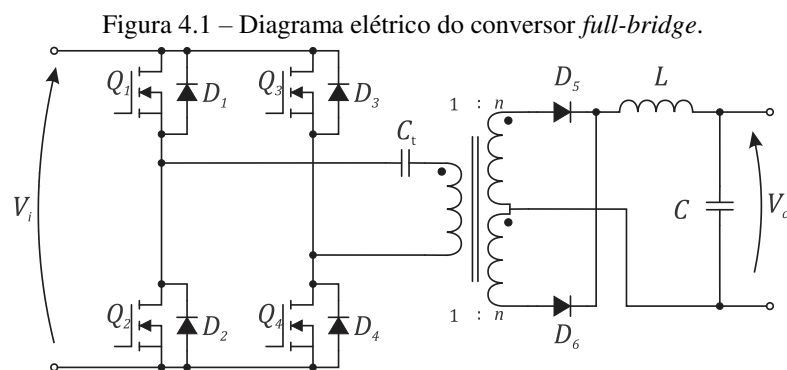 Figura 4.1 – Diagrama elétrico do conversor full-bridge.
Q1 D1 Q3 D3
Ct
1 : n
D5
L
Vi
C
Vo
Q2 D2 Q4 D4
1 : n
D6